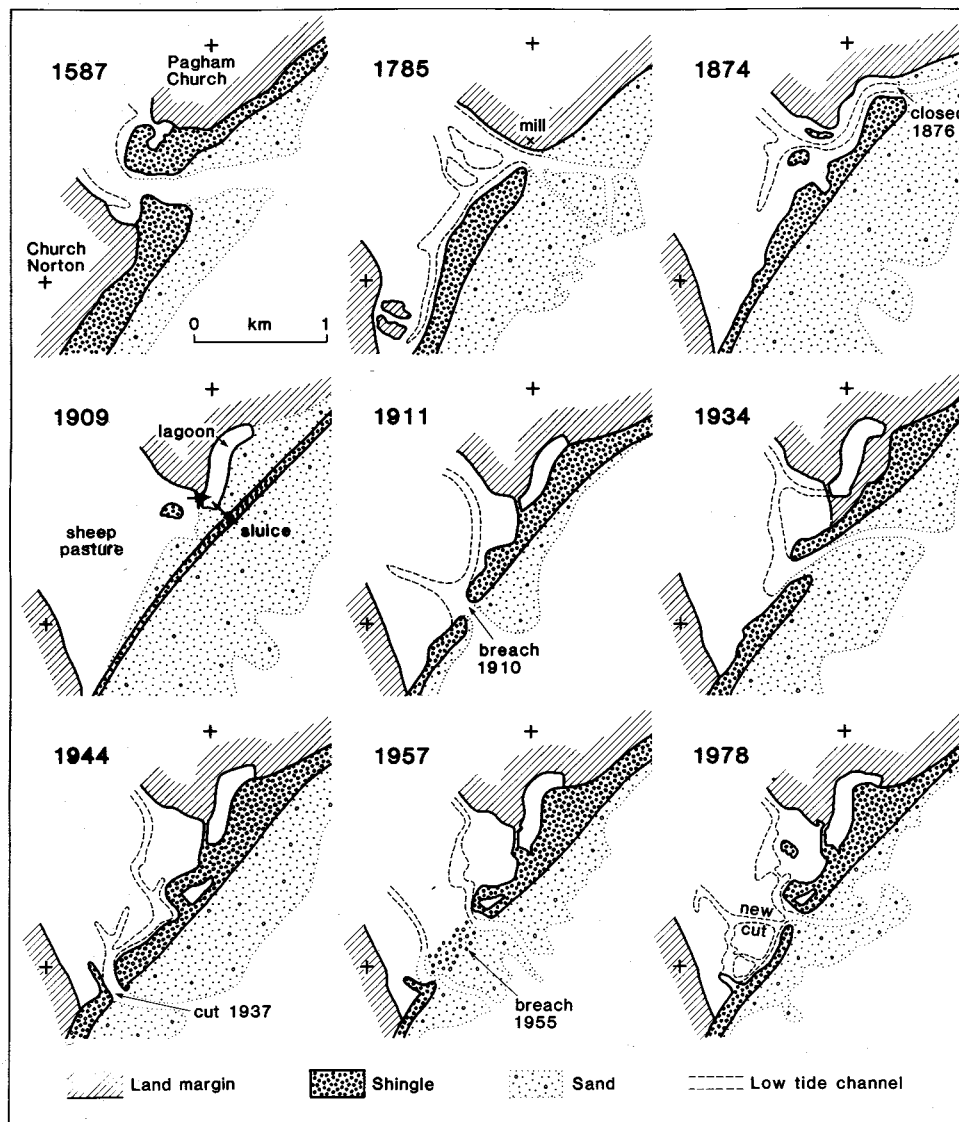 1587
Pagham
Church
Church
Norton
0 km 1
1785
mill
1874
closed
1876
1909
lagoon
sheep
pasture
sluice
1911
breach
1910
1934
1944
cut 1937
1957
breach
1955
1978
new
cut
Land margin
Shingle
Sand
Low tide channel